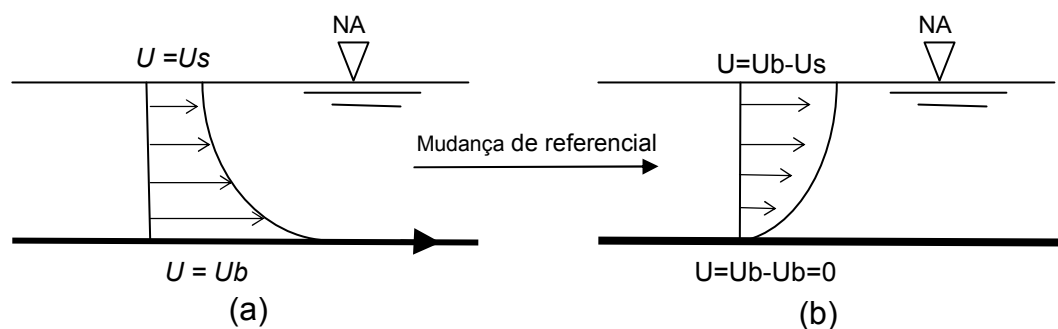 NA
U =Us
NA
U=Ub-Us
Mudança de referencial
U = Ub
U=Ub-Ub=0
(a)
(b)